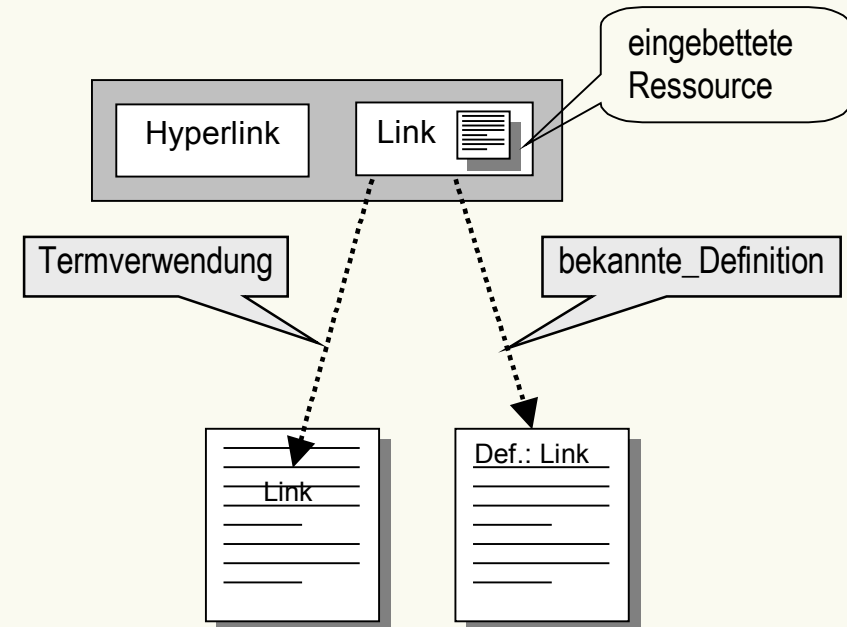 eingebettete
Ressource
Hyperlink
Link
Termverwendung
bekannte_Definition
Link
Def.: Link